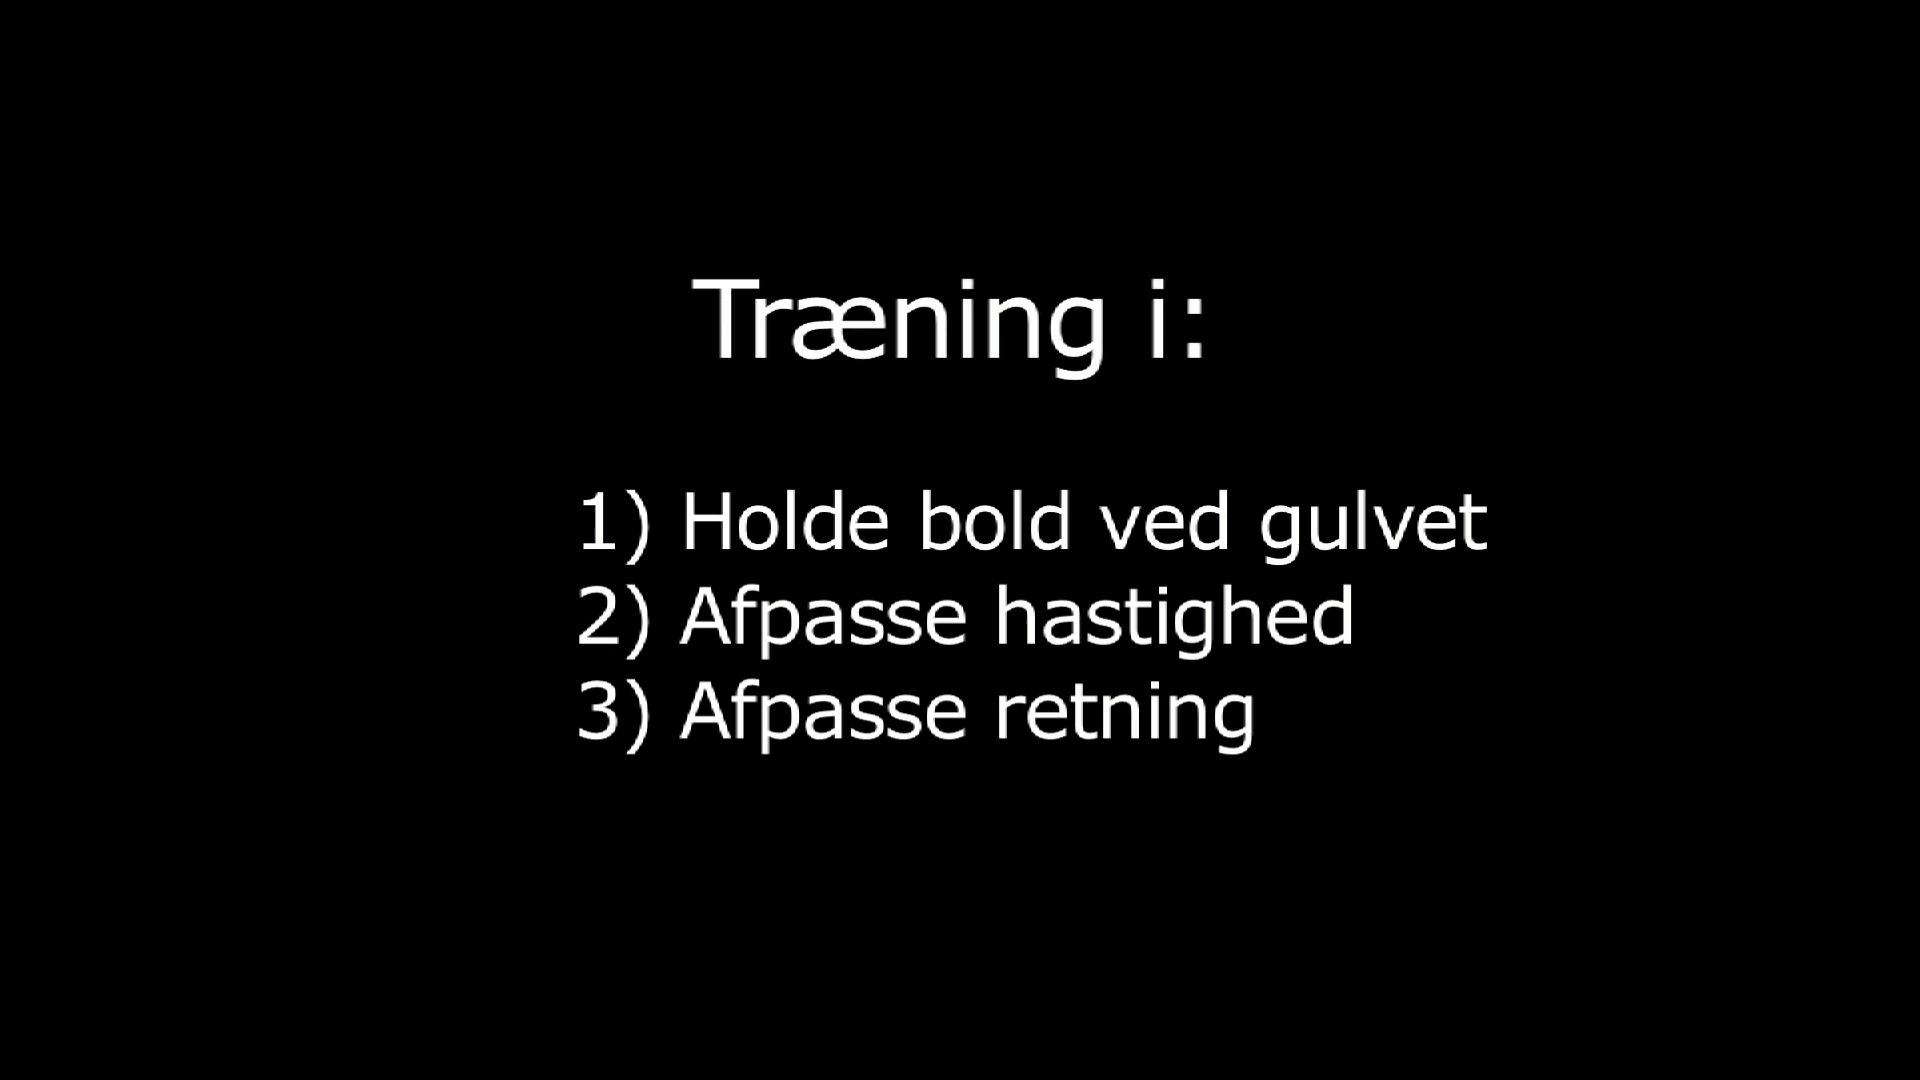 Træning i:
1) Holde bold ved gulvet
2) Afpasse hastighed
3) Afpasse retning